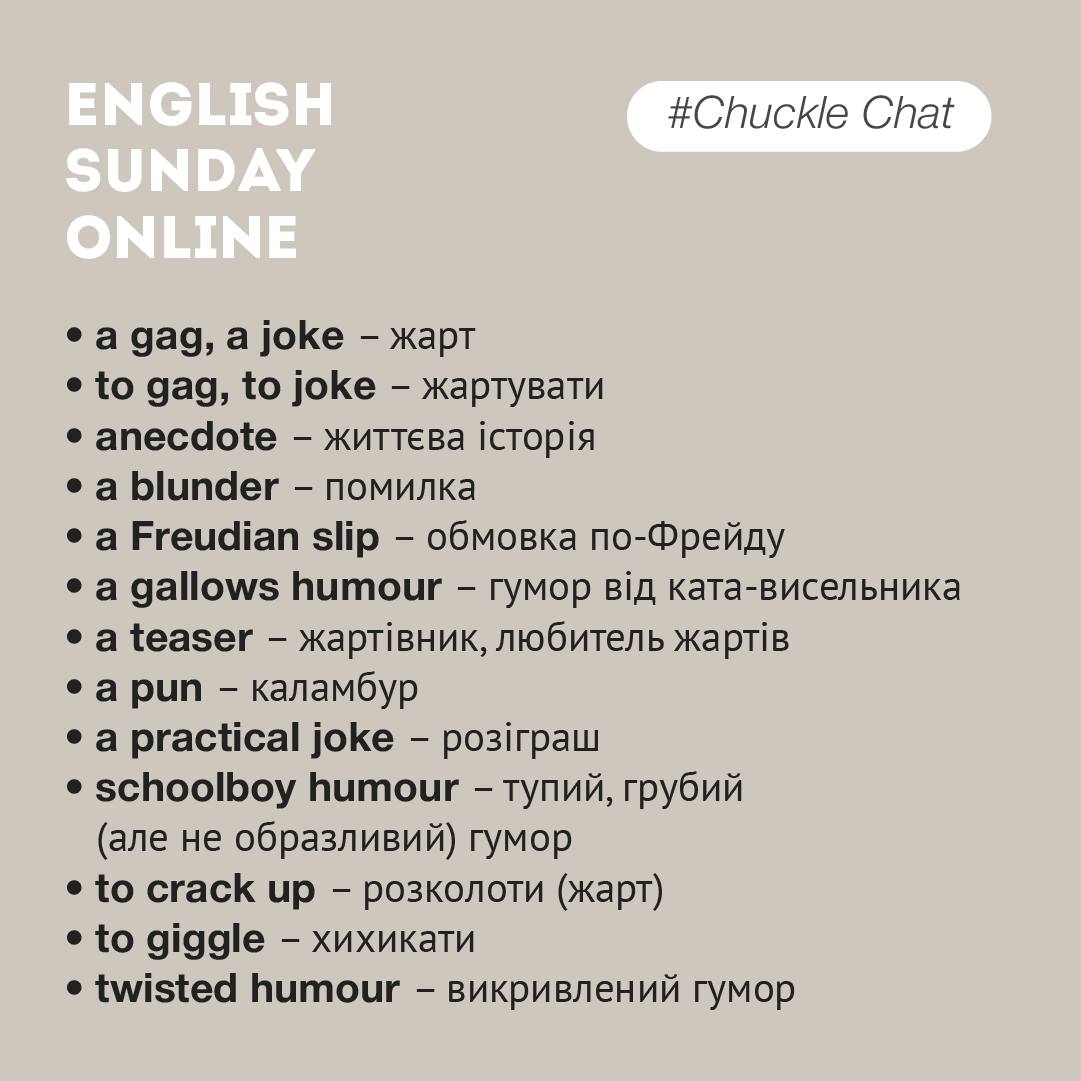 ENGLISH
SUNDAY
ONLINE
#Chuckle Chat
• a gag, a joke – жарт
• to gag, to joke – жартувати
• anecdote – життєва історія
• a blunder – помилка
• a Freudian slip – обмовка по-Фрейду
• a gallows humour – гумор від ката-висельника
• a teaser – жартівник, любитель жартів
• a pun – каламбур
• a practical joke – розіграш
• schoolboy humour – тупий, грубий
(але не образливий) гумор
• to crack up – розколоти (жарт)
• to giggle – хихикати
• twisted humour – викривлений гумор